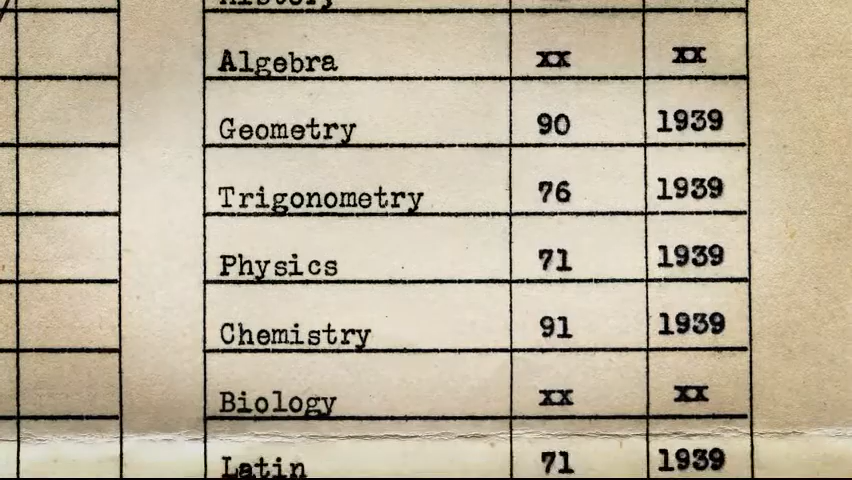 History
Algebra xx xx
Geometry 90 1939
Trigonometry 76 1939
Physics 71 1939
Chemistry 91 1939
Biology xx xx
Latin 71 1939